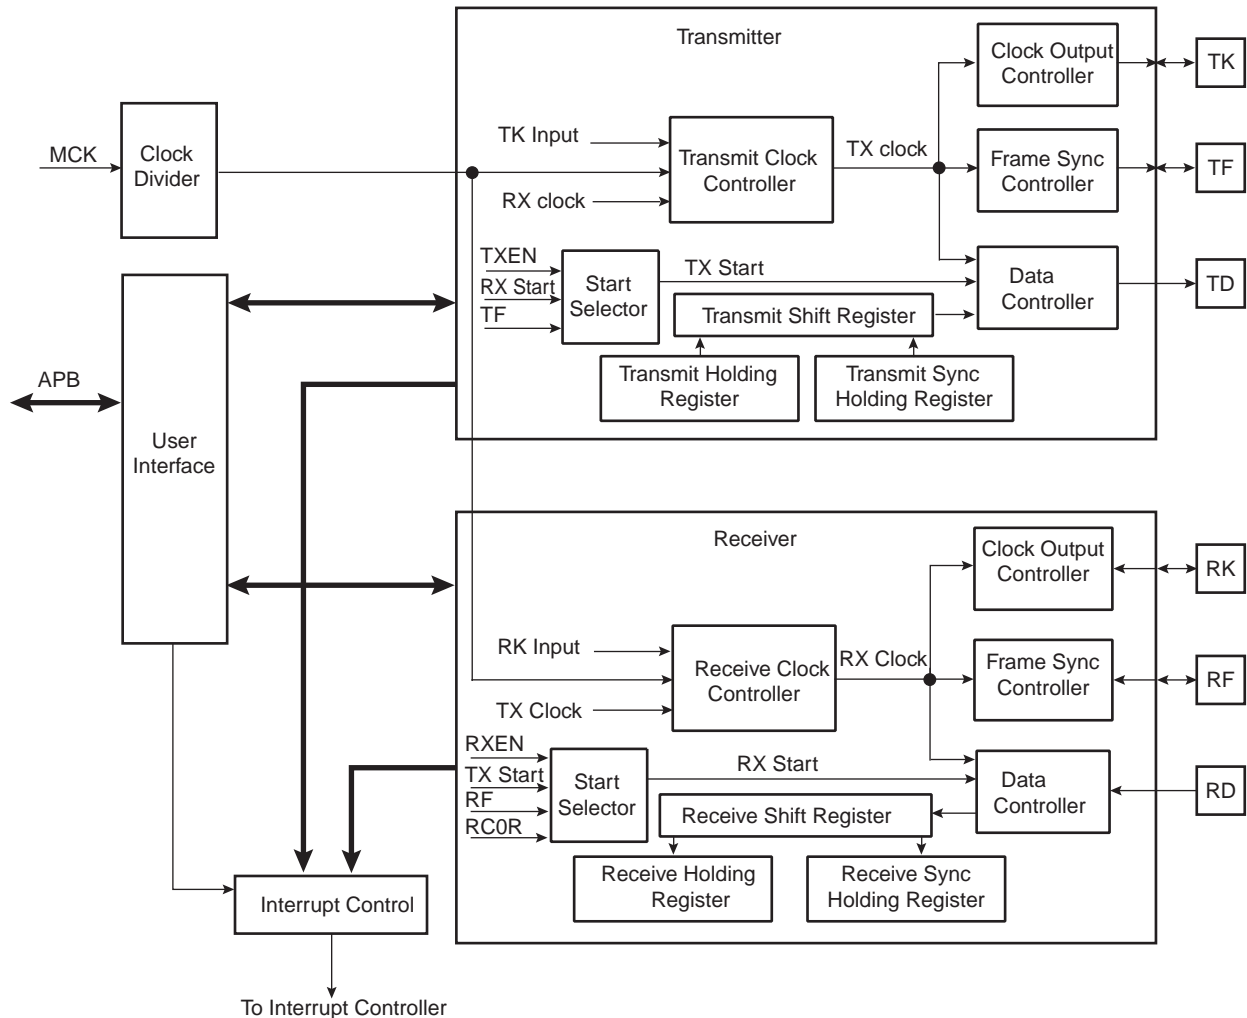 Transmitter
Clock Output
Controller
TK
MCK
Clock
Divider
TK Input
Transmit Clock
Controller
RX clock
TX clock
Frame Sync
Controller
TF
TXEN
RX Start
TF
Start
Selector
TX Start
Data
Controller
TD
Transmit Shift Register
Transmit Holding
Register
Transmit Sync
Holding Register
APB
User
Interface
Receiver
Clock Output
Controller
RK
RK Input
Receive Clock
Controller
TX Clock
RX Clock
Frame Sync
Controller
RF
RXEN
TX Start
RF
RC0R
Start
Selector
RX Start
Data
Controller
RD
Receive Shift Register
Receive Holding
Register
Receive Sync
Holding Register
Interrupt Control
To Interrupt Controller